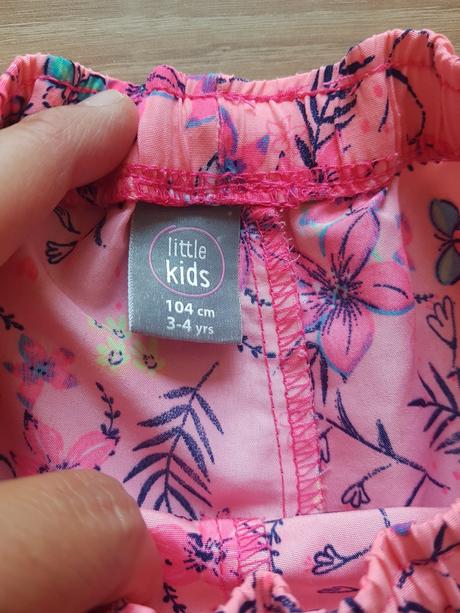 little
kids
104 cm
3-4 yrs